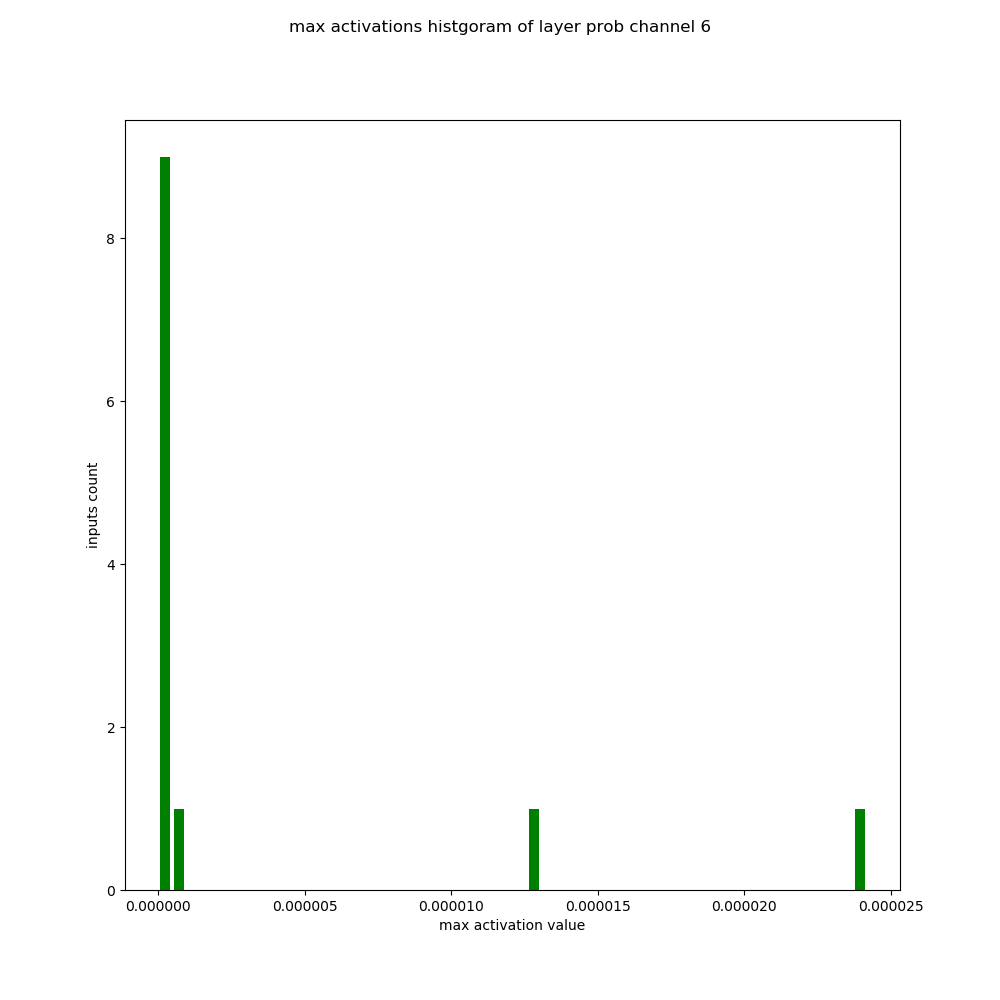 max activations histgoram of layer prob channel 6
8
6
4
2
0
inputs count
0.000000 0.000005 0.000010 0.000015 0.000020 0.000025
max activation value